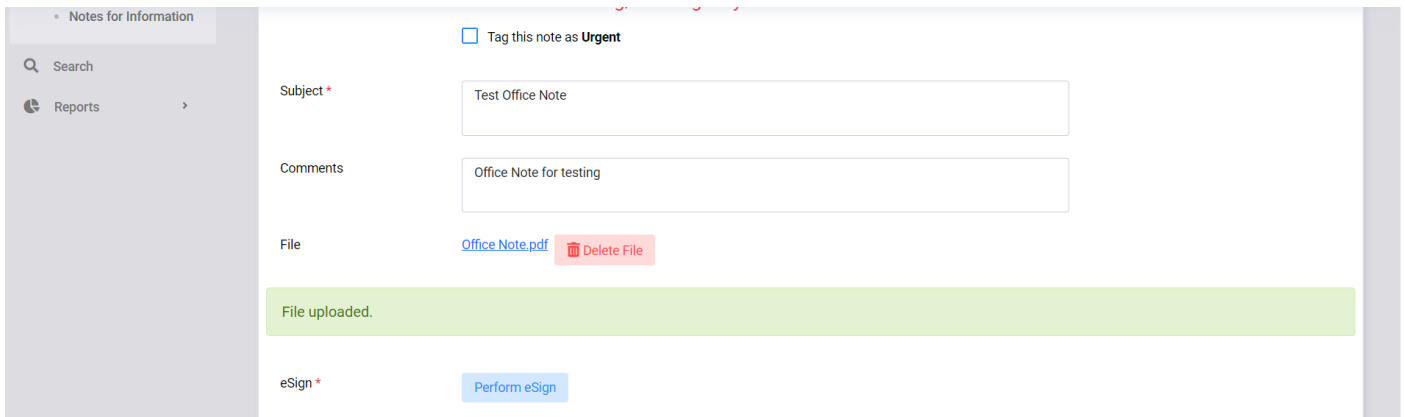 Notes for Information
Tag this note as Urgent
Search
Subject *
Test Office Note
Reports
Comments
Office Note for testing
File
Office Note.pdf
Delete File
File uploaded.
eSign *
Perform eSign